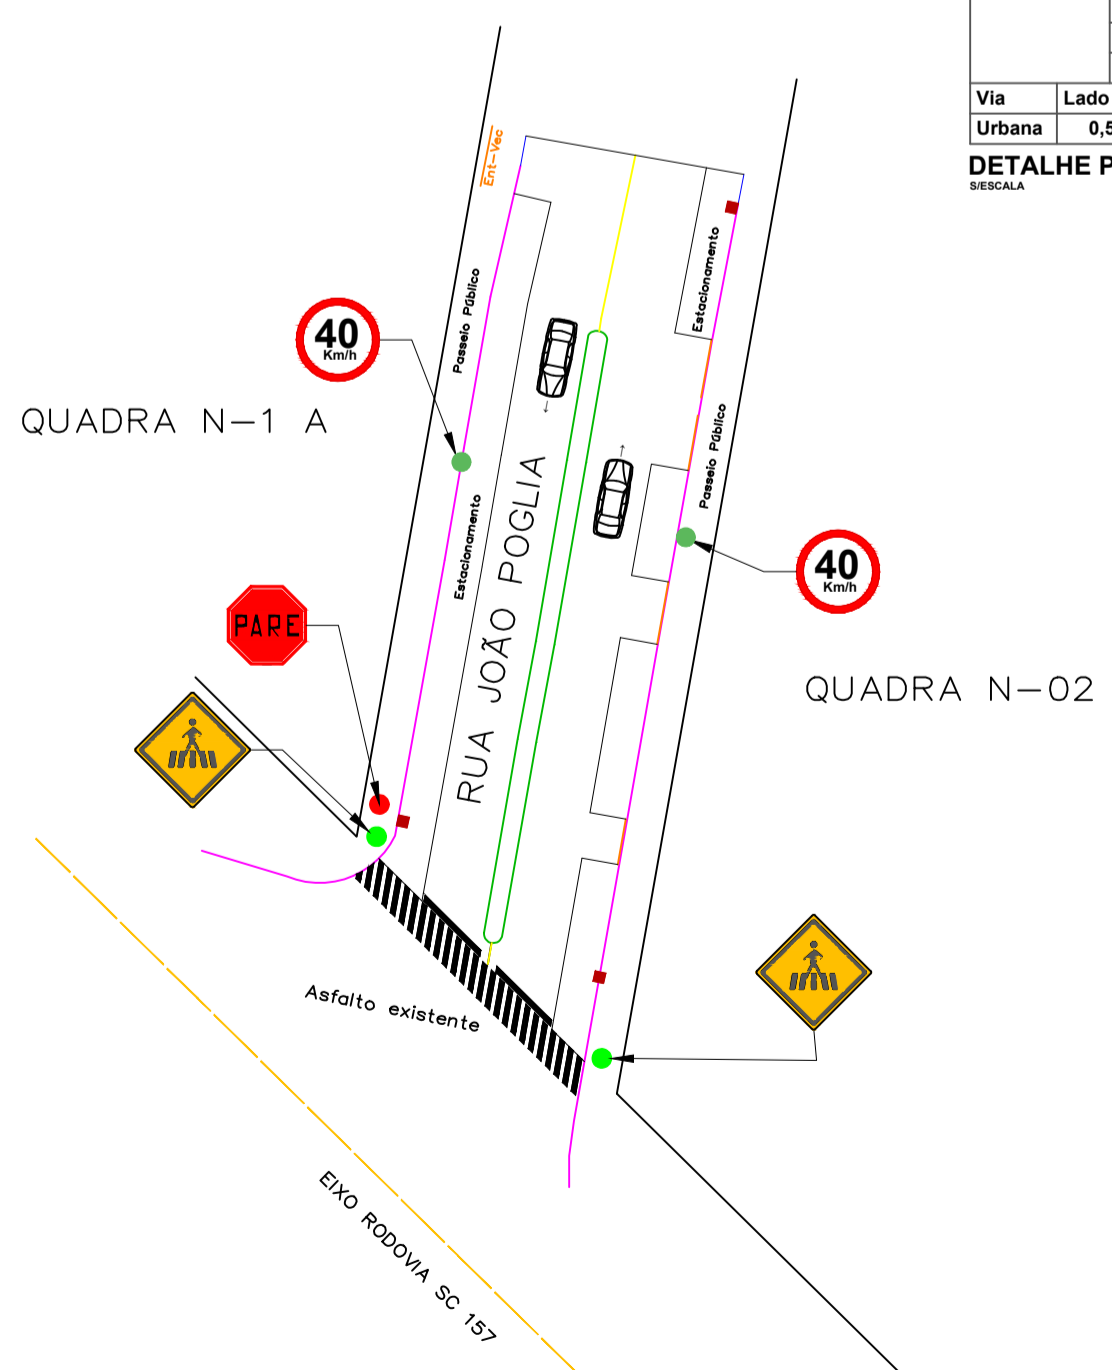 Via
Lado
Urbana
0,5
DETALHE P
S/ESCALA
Ent-Vec
Estacionamento
Passeio Público
40
Km/h
QUADRA N-1 A
Passeio Público
Estacionamento
RUA JOÃO POGLIA
40
Km/h
PARE
QUADRA N-02
Asfalto existente
EIXO RODOVIA SC 157